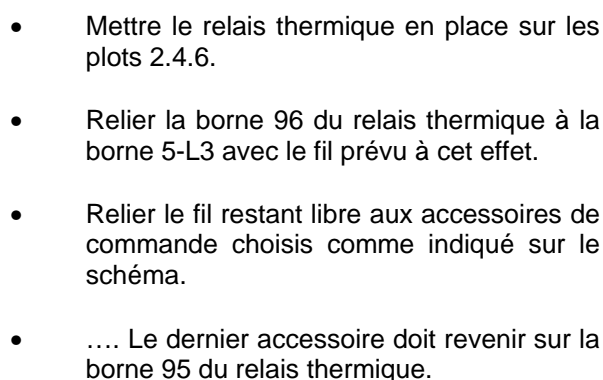 • Mettre le relais thermique en place sur les
plots 2.4.6.
• Relier la borne 96 du relais thermique à la
borne 5-L3 avec le fil prévu à cet effet.
• Relier le fil restant libre aux accessoires de
commande choisis comme indiqué sur le
schéma.
• …. Le dernier accessoire doit revenir sur la
borne 95 du relais thermique.